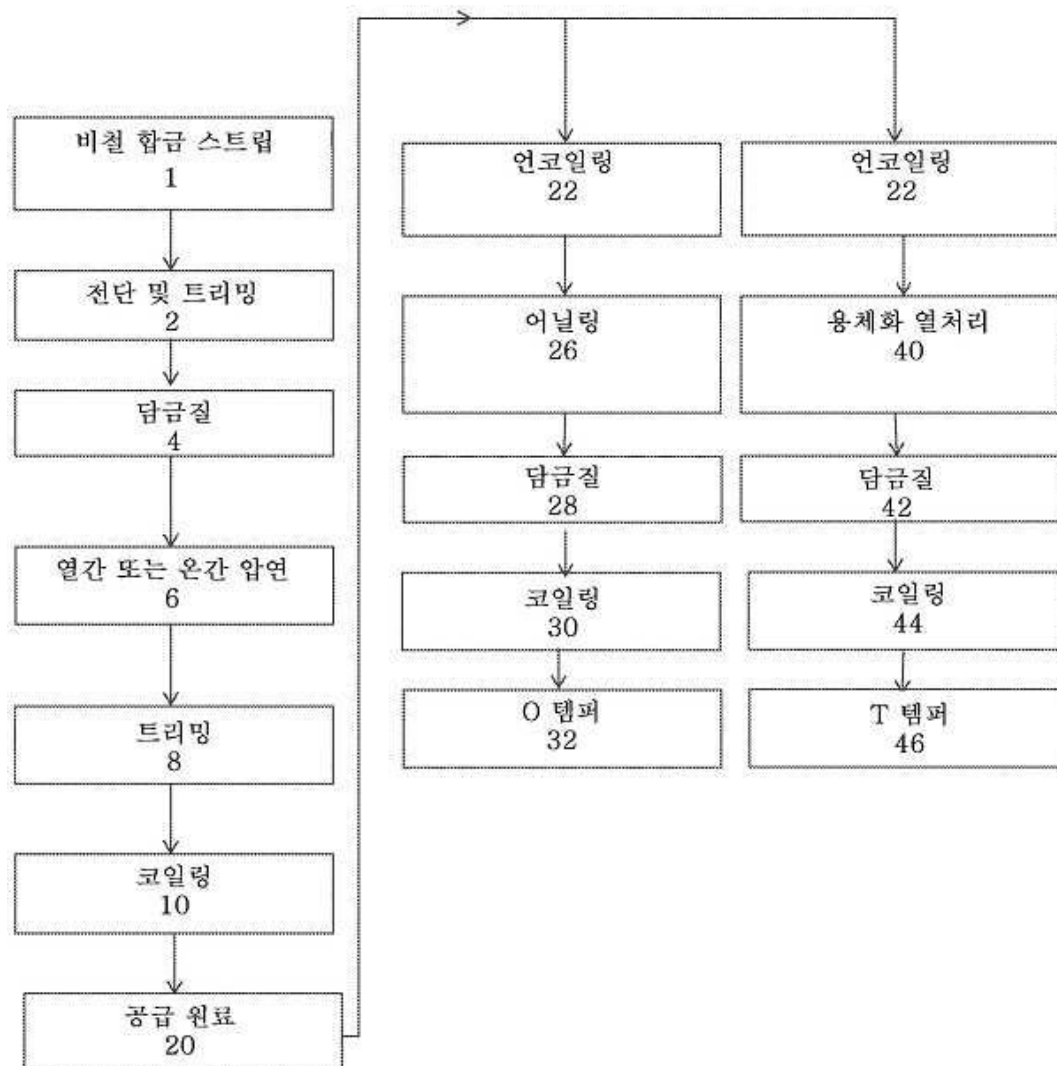 비철 합금 스트립
1
전단 및 트리밍
2
담금질
4
열간 또는 온간 압연
6
트리밍
8
코일링
10
공급 원료
20
언코일링
22
어닐링
26
담금질
28
코일링
30
O 템퍼
32
언코일링
22
용체화 열처리
40
담금질
42
코일링
44
T 템퍼
46